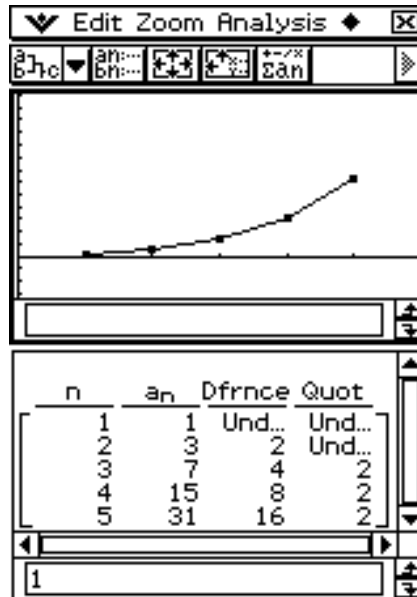 Edit Zoom Analysis ◆
n an Dfrnce Quot
1 1 Und... Und...
2 3 2 Und...
3 7 4 2
4 15 8 2
5 31 16 2
1